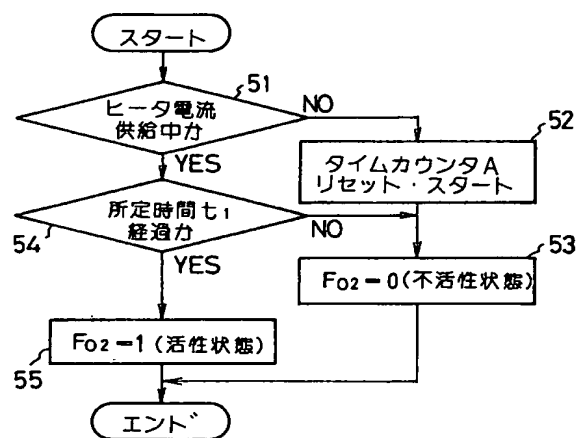 スタート
ヒータ電流
供給中か
51
NO
52
YES
タイムカウンタA
リセット・スタート
所定時間t₁
経過か
54
NO
53
YES
FO2=0(不活性状態)
FO2=1(活性状態)
55
エンド